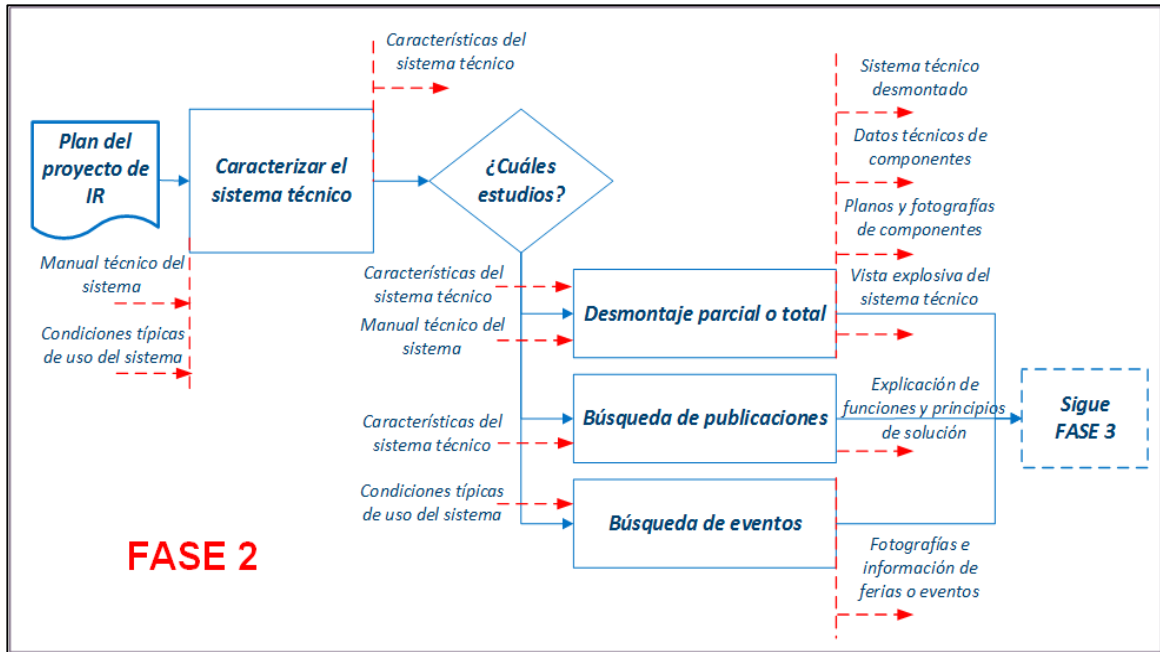 Características del
sistema técnico
Plan del
proyecto de
IR
Caracterizar el
sistema técnico
¿Cuáles
estudios?
Manual técnico del
sistema
Condiciones típicas
de uso del sistema
Sistema técnico
desmontado
Datos técnicos de
componentes
Planos y fotografías
de componentes
Vista explosiva del
sistema técnico
Características del
sistema técnico
Manual técnico del
sistema
Desmontaje parcial o total
Características del
sistema técnico
Búsqueda de publicaciones
Explicación de
funciones y principios
de solución
Sigue
FASE 3
Condiciones típicas
de uso del sistema
Búsqueda de eventos
Fotografías e
información de
ferias o eventos
FASE 2